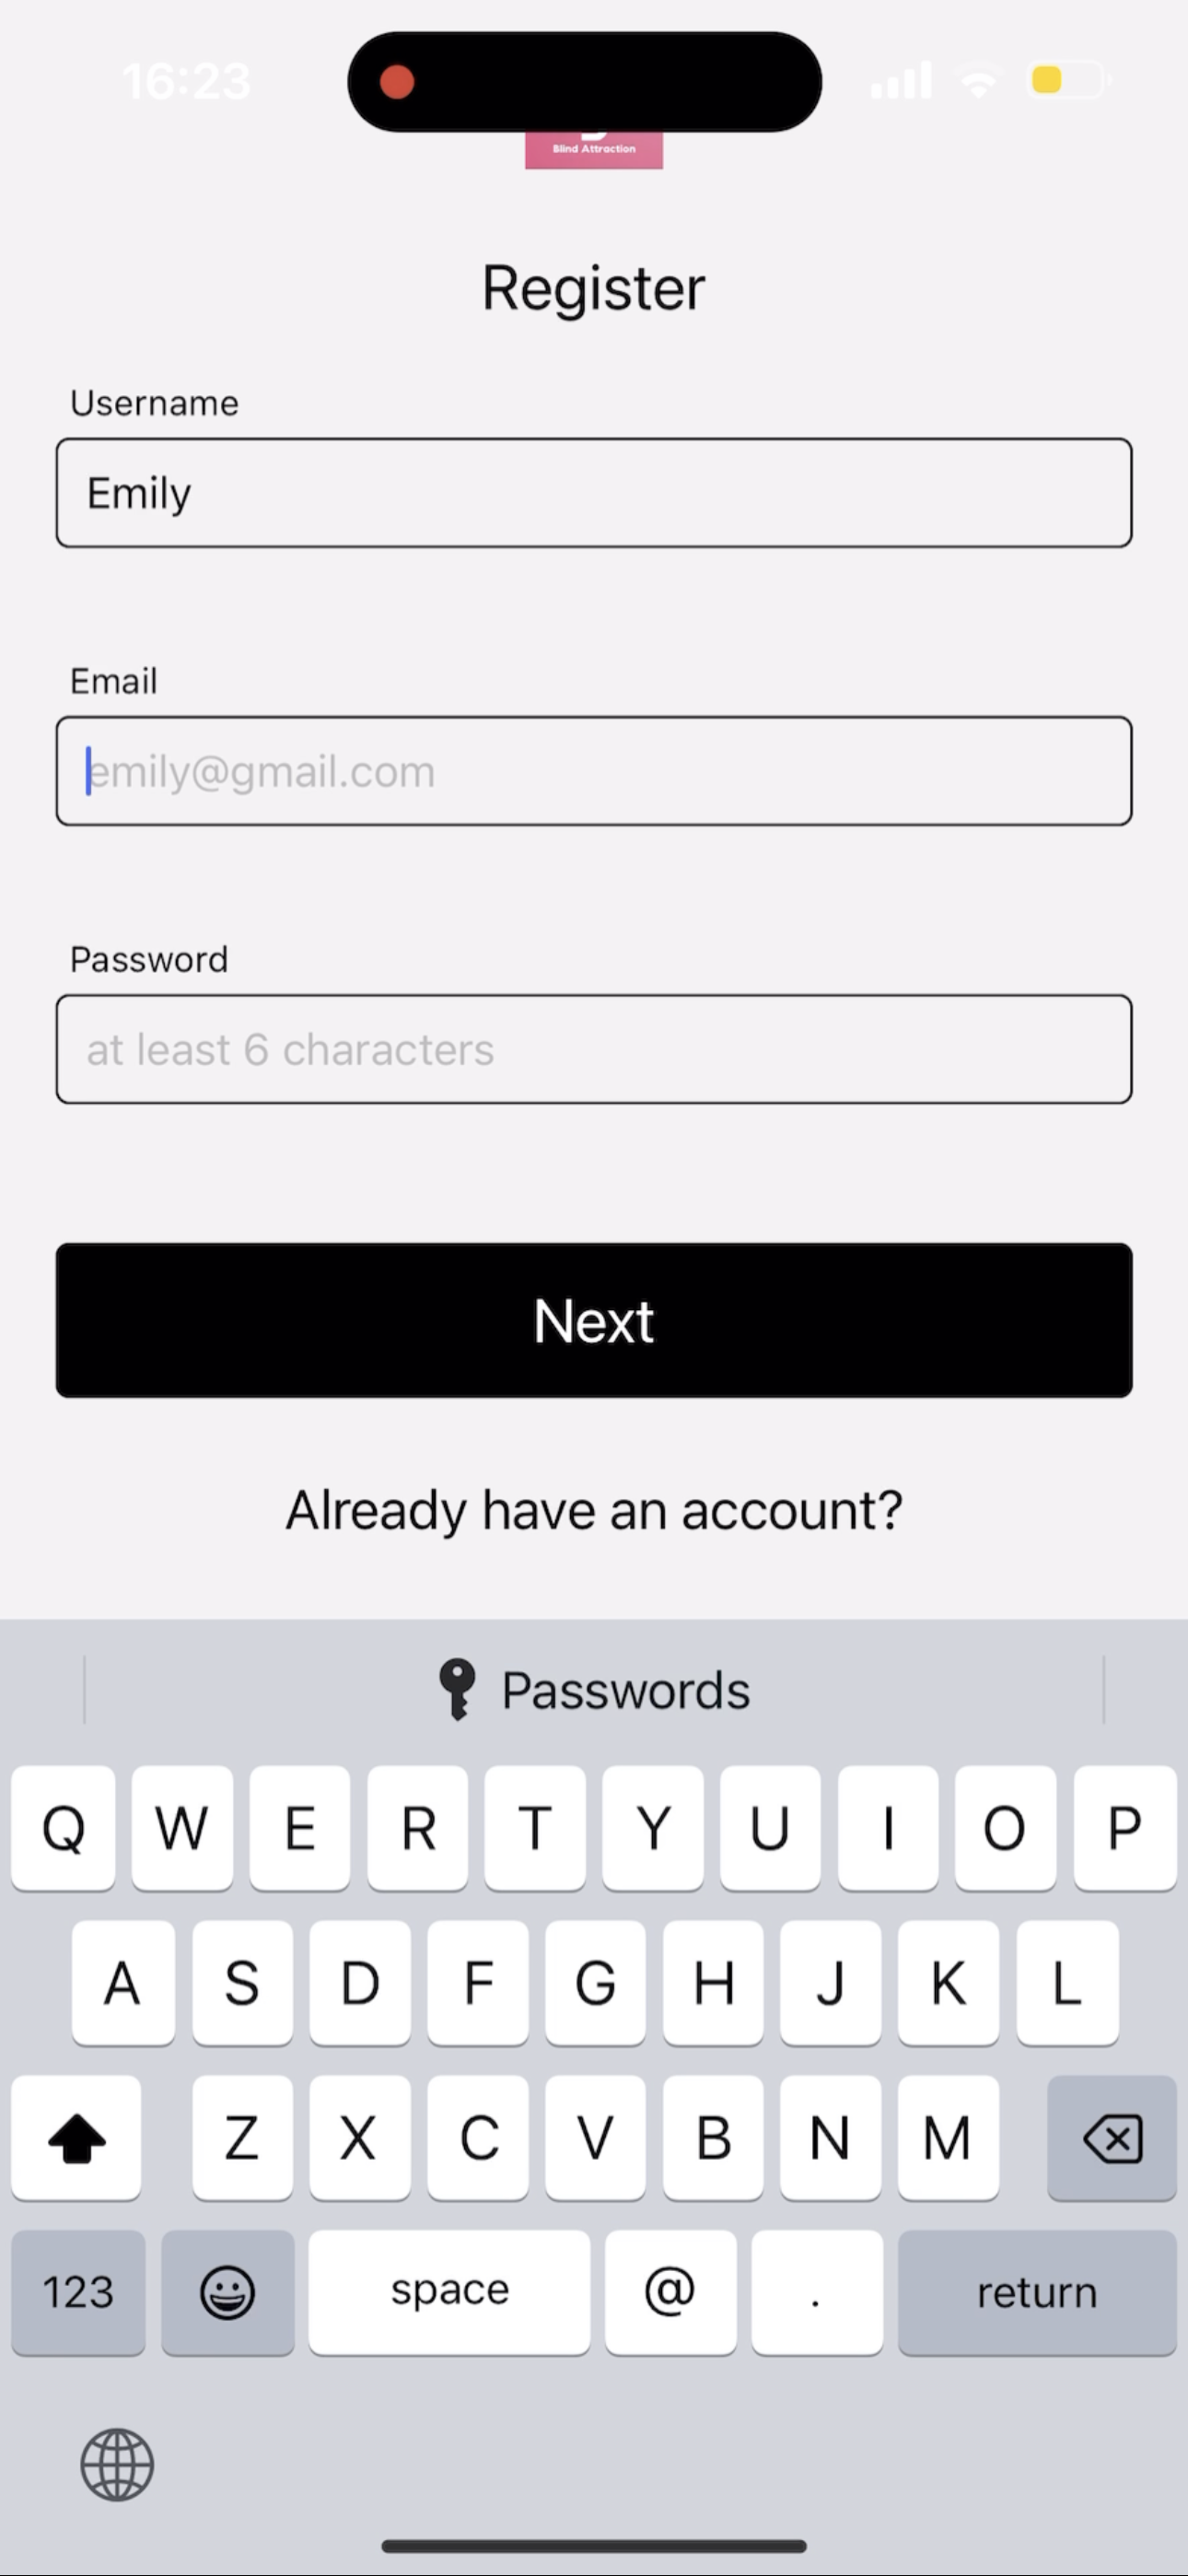 16:23
Blind Attraction
Register
Username
Emily
Email
emily@gmail.com
Password
at least 6 characters
Next
Already have an account?
Passwords
Q W E R T Y U I O P
A S D F G H J K L
Z X C V B N M
123 space @ . return